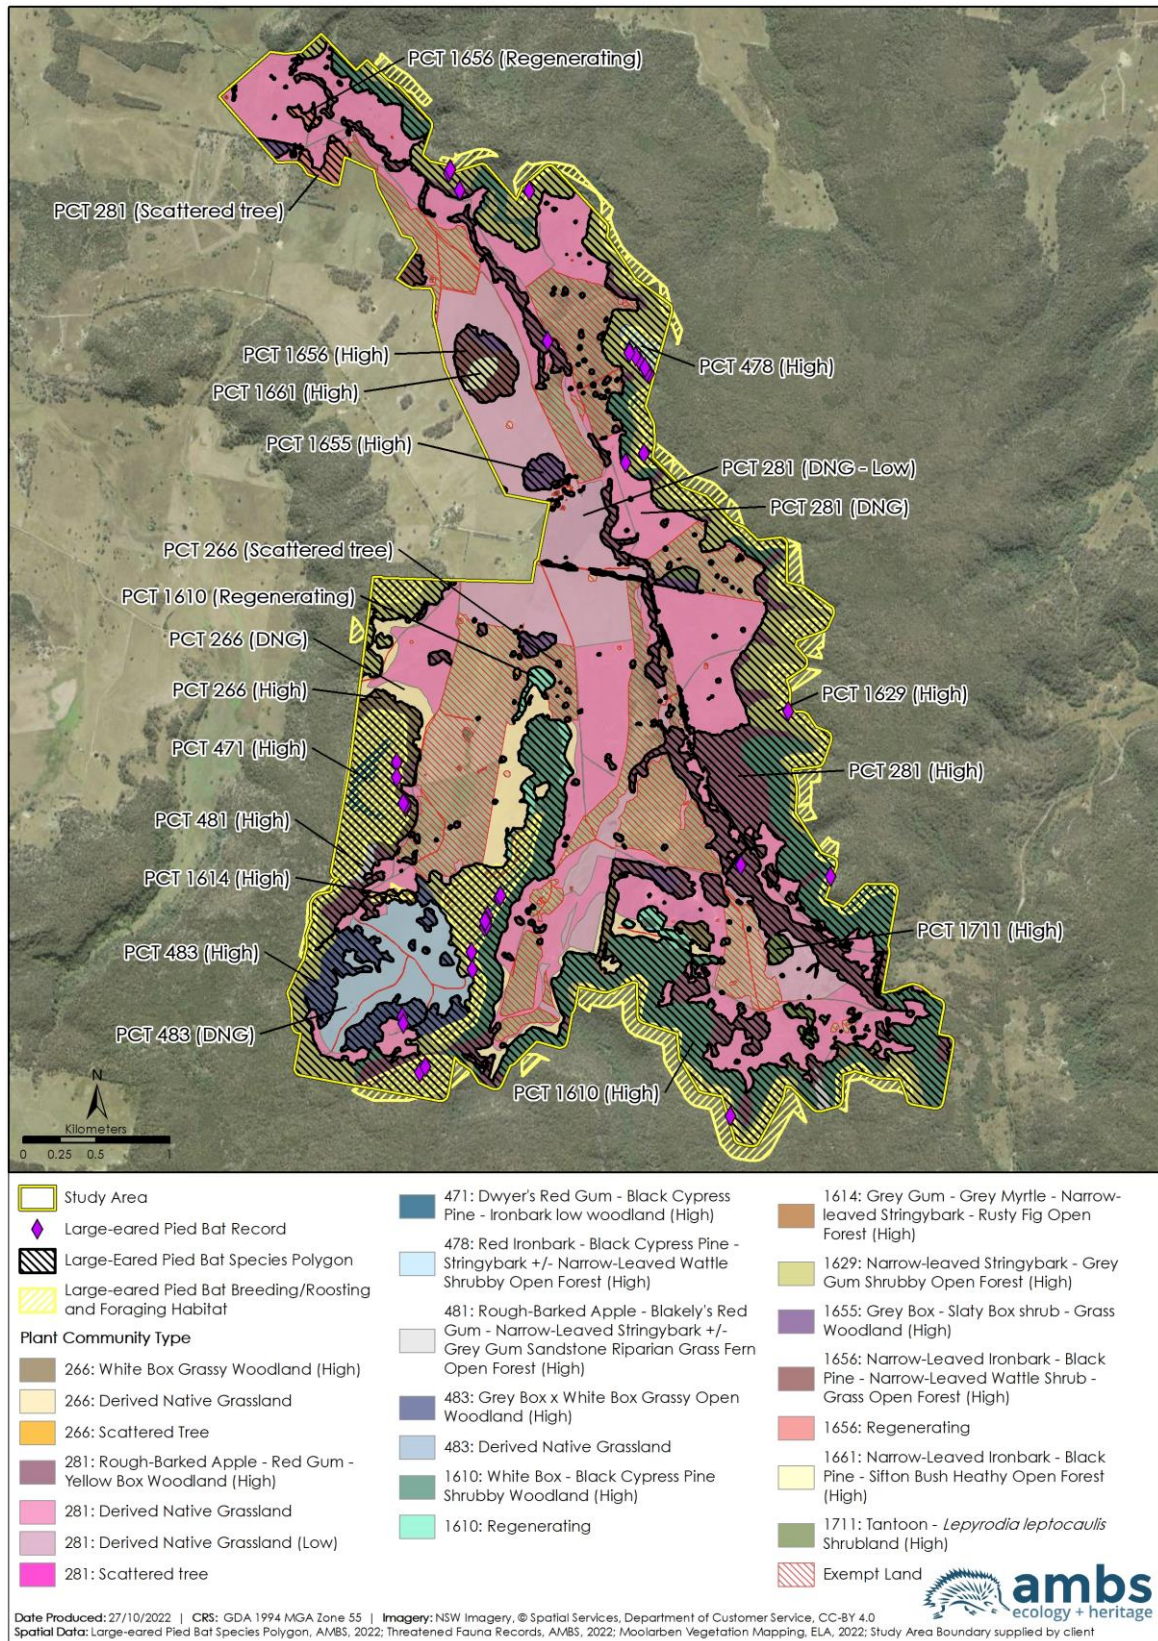 PCT 1656 (Regenerating)
PCT 281 (Scattered tree)
PCT 1656 (High)
PCT 478 (High)
PCT 1661 (High)
PCT 1655 (High)
PCT 281 (DNG - Low)
PCT 281 (DNG)
PCT 266 (Scattered tree)
PCT 1610 (Regenerating)
PCT 266 (DNG)
PCT 266 (High)
PCT 1629 (High)
PCT 471 (High)
PCT 281 (High)
PCT 481 (High)
PCT 1614 (High)
PCT 1711 (High)
PCT 483 (High)
PCT 483 (DNG)
PCT 1610 (High)
N
Kilometers
0 0.25 0.5 1
Study Area
Large-eared Pied Bat Record
Large-Eared Pied Bat Species Polygon
Large-eared Pied Bat Breeding/Roosting
and Foraging Habitat
Plant Community Type
266: White Box Grassy Woodland (High)
266: Derived Native Grassland
266: Scattered Tree
281: Rough-Barked Apple - Red Gum -
Yellow Box Woodland (High)
281: Derived Native Grassland
281: Derived Native Grassland (Low)
281: Scattered tree
471: Dwyer's Red Gum - Black Cypress
Pine - Ironbark low woodland (High)
478: Red Ironbark - Black Cypress Pine -
Stringybark +/- Narrow-Leaved Wattle
Shrubby Open Forest (High)
481: Rough-Barked Apple - Blakely's Red
Gum - Narrow-Leaved Stringybark +/-
Grey Gum Sandstone Riparian Grass Fern
Open Forest (High)
483: Grey Box x White Box Grassy Open
Woodland (High)
483: Derived Native Grassland
1610: White Box - Black Cypress Pine
Shrubby Woodland (High)
1610: Regenerating
1614: Grey Gum - Grey Myrtle - Narrow-
leaved Stringybark - Rusty Fig Open
Forest (High)
1629: Narrow-leaved Stringybark - Grey
Gum Shrubby Open Forest (High)
1655: Grey Box - Slaty Box shrub - Grass
Woodland (High)
1656: Narrow-Leaved Ironbark - Black
Pine - Narrow-Leaved Wattle Shrub -
Grass Open Forest (High)
1656: Regenerating
1661: Narrow-Leaved Ironbark - Black
Pine - Sifton Bush Heathy Open Forest
(High)
1711: Tantoon - Lepyrodia leptocaulis
Shrubland (High)
Exempt Land
ambs
ecology + heritage
Date Produced: 27/10/2022 | CRS: GDA 1994 MGA Zone 55 | Imagery: NSW Imagery, © Spatial Services, Department of Customer Service, CC-BY 4.0
Spatial Data: Large-eared Pied Bat Species Polygon, AMBS, 2022; Threatened Fauna Records, AMBS, 2022; Moolarben Vegetation Mapping, ELA, 2022; Study Area Boundary supplied by client